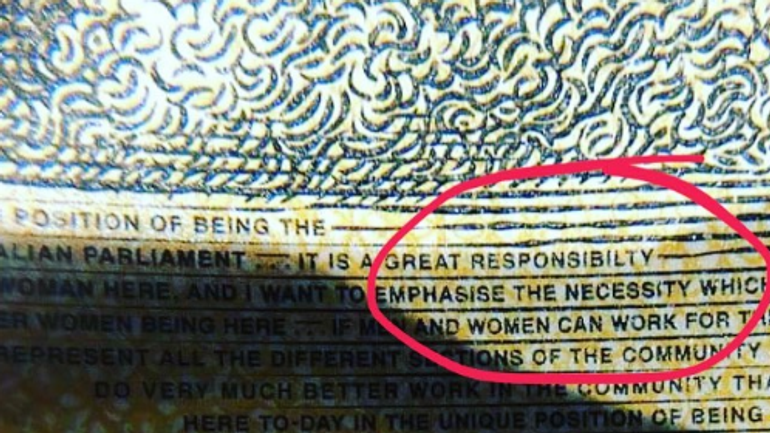 POSITION OF BEING THE
ALIAN PARLIAMENT — IT IS A GREAT RESPONSIBILTY
WOMAN HERE, AND I WANT TO EMPHASISE THE NECESSITY WHICH
ER WOMEN BEING HERE — IF MEN AND WOMEN CAN WORK FOR
REPRESENT ALL THE DIFFERENT SECTIONS OF THE COMMUNITY
DO VERY MUCH BETTER WORK IN THE COMMUNITY THA
HERE TO-DAY IN THE UNIQUE POSITION OF BEING